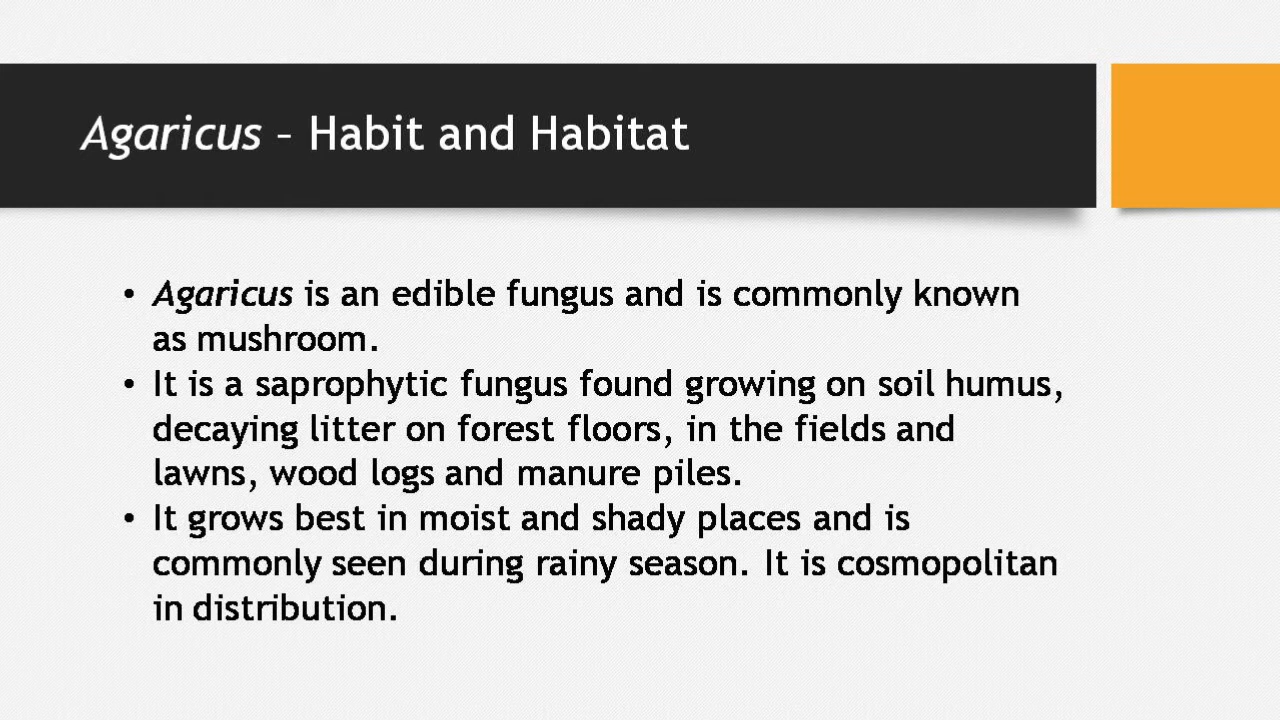 Agaricus – Habit and Habitat
• Agaricus is an edible fungus and is commonly known
as mushroom.
• It is a saprophytic fungus found growing on soil humus,
decaying litter on forest floors, in the fields and
lawns, wood logs and manure piles.
• It grows best in moist and shady places and is
commonly seen during rainy season. It is cosmopolitan
in distribution.